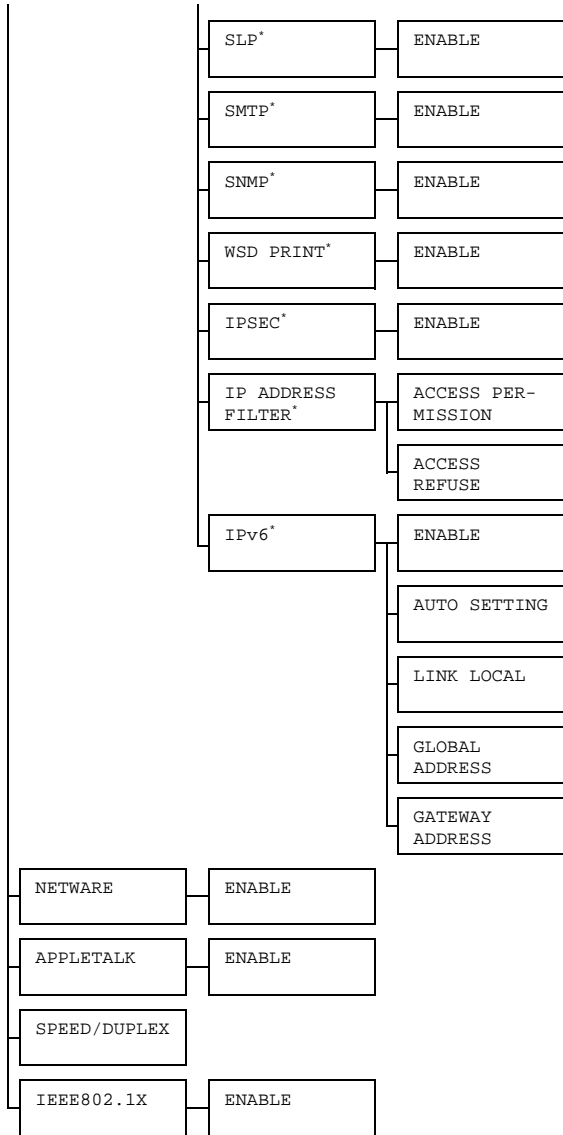 SLP* ENABLE
SMTP* ENABLE
SNMP* ENABLE
WSD PRINT* ENABLE
IPSEC* ENABLE
IP ADDRESS
FILTER*
ACCESS PER-
MISSION
ACCESS
REFUSE
IPv6* ENABLE
AUTO SETTING
LINK LOCAL
GLOBAL
ADDRESS
GATEWAY
ADDRESS
NETWARE ENABLE
APPLETALK ENABLE
SPEED/DUPLEX
IEEE802.1X ENABLE